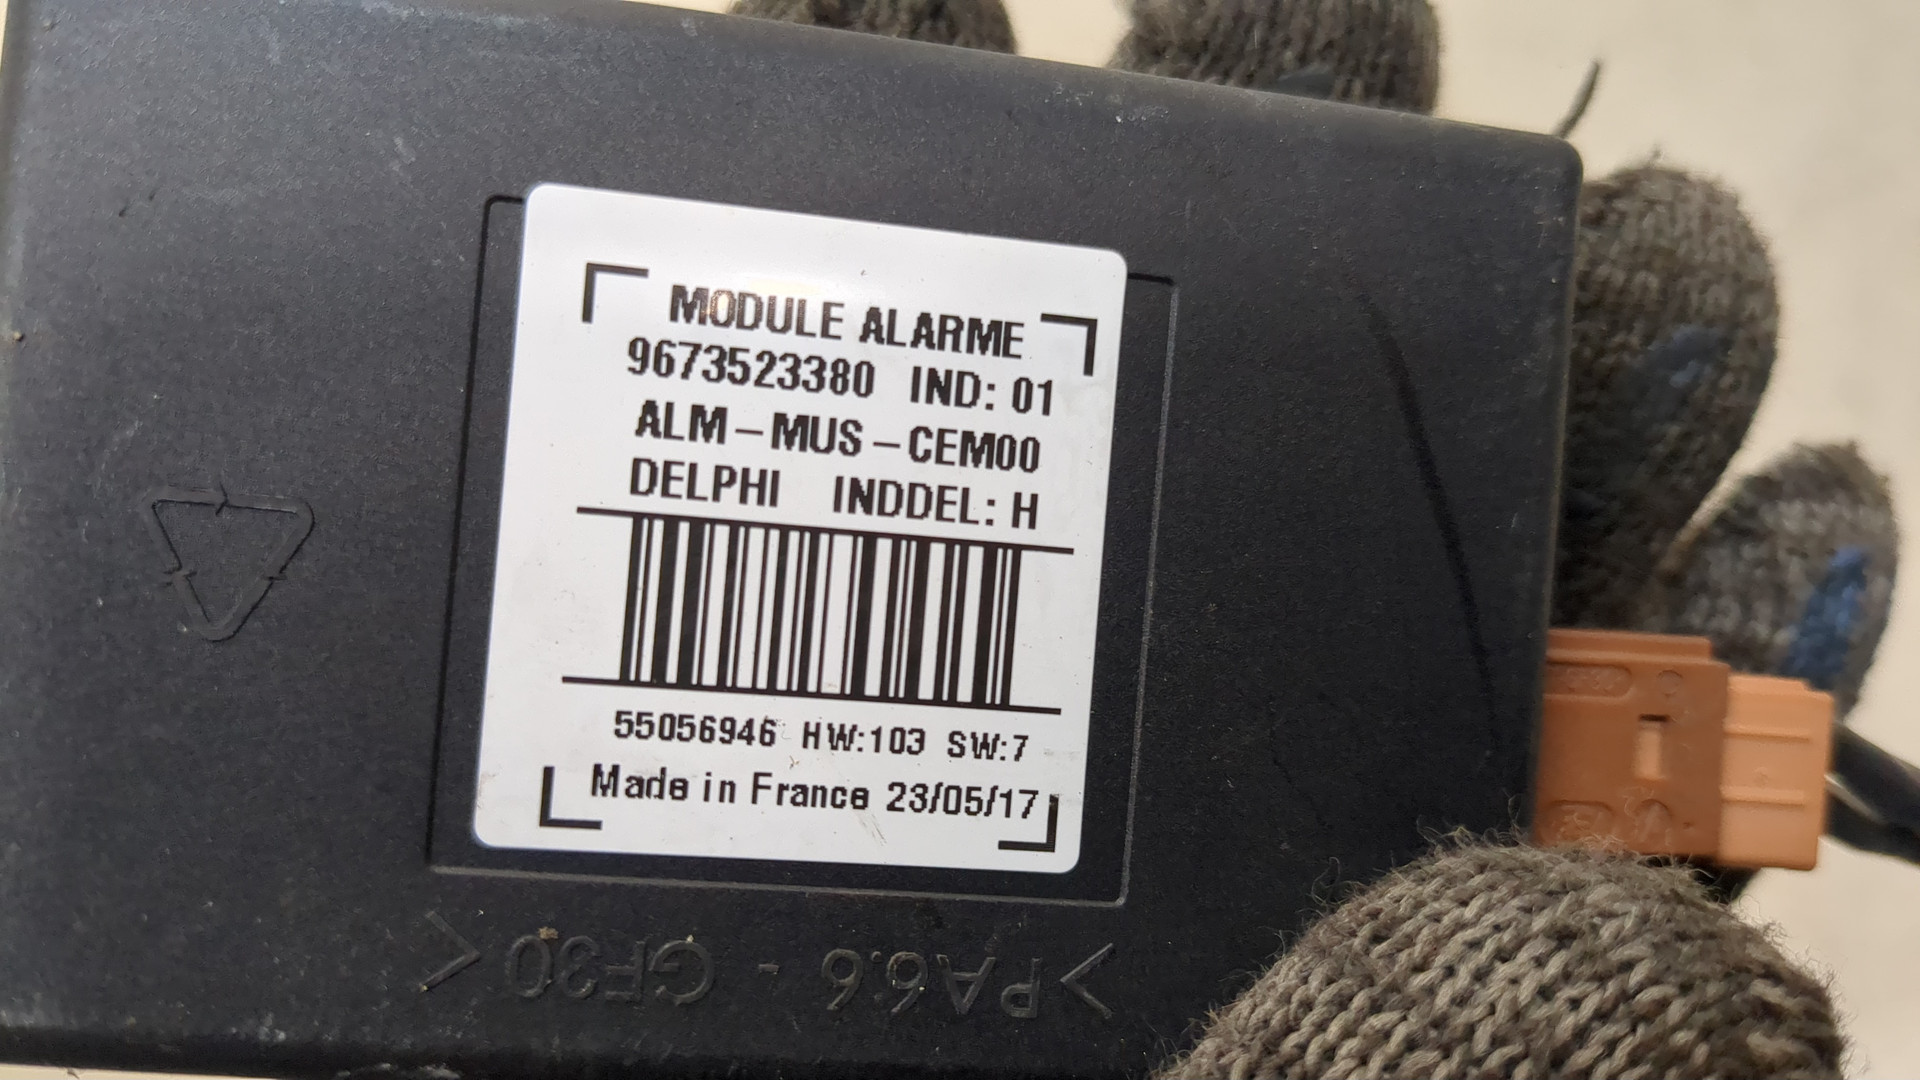 MODULE ALARME
9673523380 IND: 01
ALM-MUS-CEM00
DELPHI INDDEL: H
55056946 HW:103 SW:7
Made in France 23/05/17
>PA6.6 - GF30<